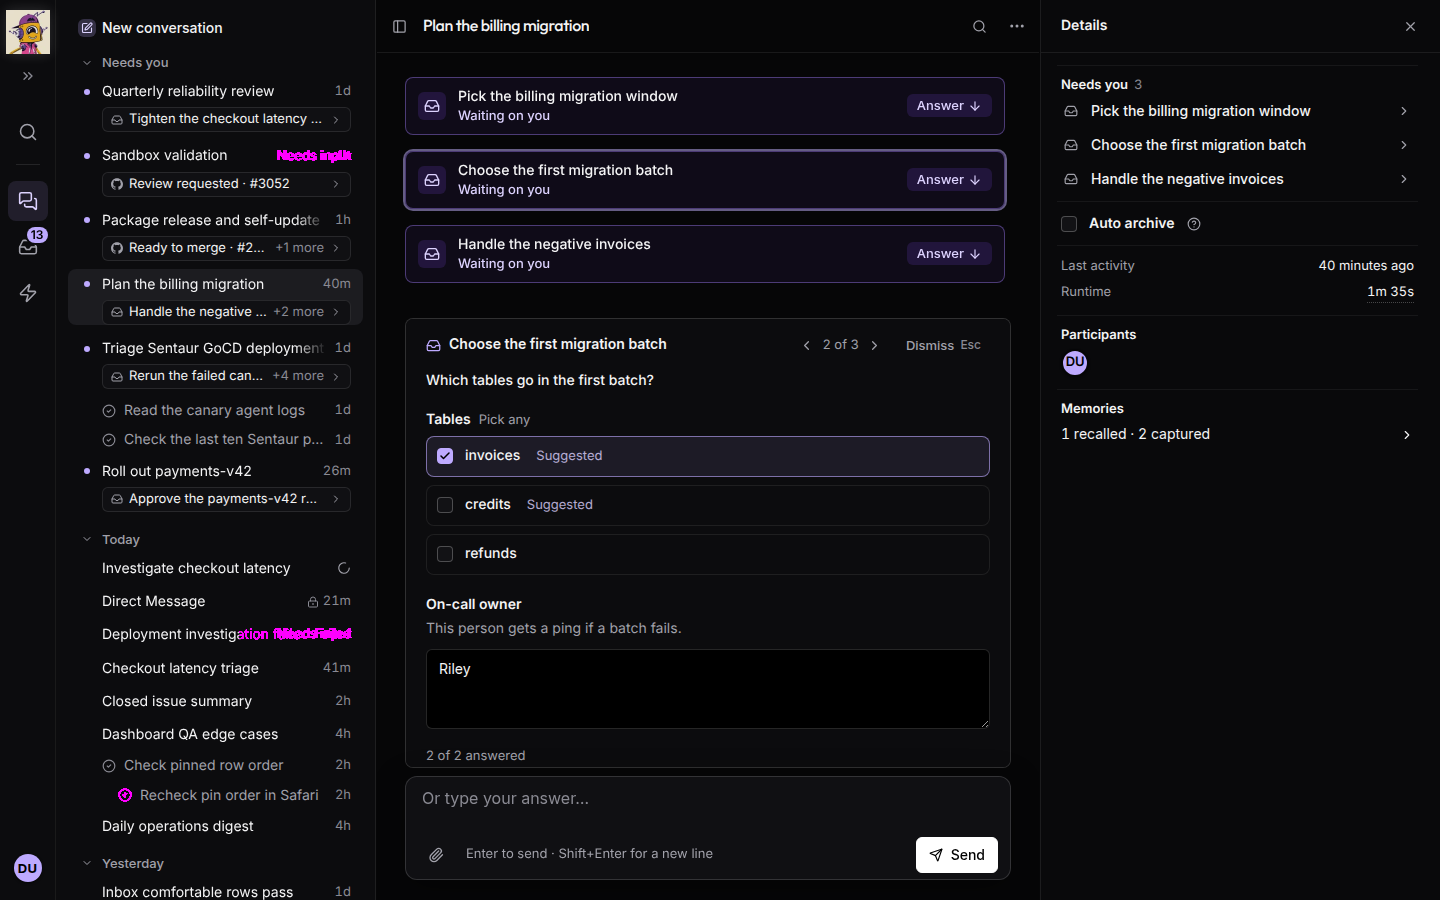 New conversation
Needs you
Quarterly reliability review 1d
Tighten the checkout latency ...
Sandbox validation
Review requested · #3052
Package release and self-update 1h
Ready to merge · #2... +1 more
13
Plan the billing migration 40m
Handle the negative ... +2 more
Triage Sentaur GoCD deployment 1d
Rerun the failed can... +4 more
Read the canary agent logs 1d
Check the last ten Sentaur p... 1d
Roll out payments-v42 26m
Approve the payments-v42 r...
Today
Investigate checkout latency
Direct Message 21m
Deployment investigation
Checkout latency triage 41m
Closed issue summary 2h
Dashboard QA edge cases 4h
Check pinned row order 2h
Recheck pin order in Safari 2h
Daily operations digest 4h
Yesterday
Inbox comfortable rows pass 1d
DU
Plan the billing migration
Pick the billing migration window
Waiting on you
Answer ↓
Choose the first migration batch
Waiting on you
Answer ↓
Handle the negative invoices
Waiting on you
Answer ↓
Choose the first migration batch 2 of 3 Dismiss Esc
Which tables go in the first batch?
Tables Pick any
invoices Suggested
credits Suggested
refunds
On-call owner
This person gets a ping if a batch fails.
Riley
2 of 2 answered
Or type your answer...
Enter to send · Shift+Enter for a new line
Send
Details
Needs you 3
Pick the billing migration window
Choose the first migration batch
Handle the negative invoices
Auto archive
Last activity 40 minutes ago
Runtime 1m 35s
Participants
DU
Memories
1 recalled · 2 captured